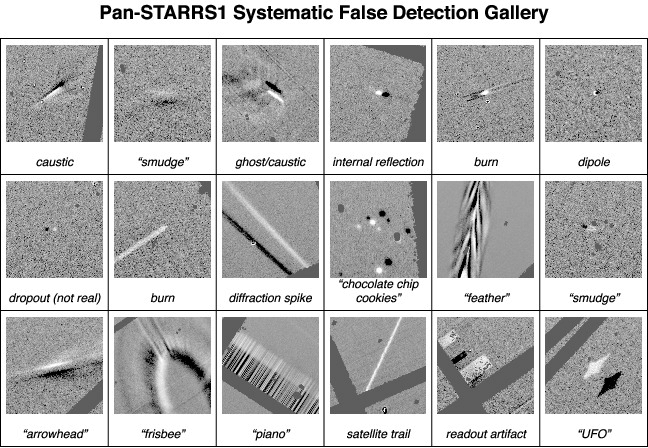 Pan-STARRS1 Systematic False Detection Gallery
caustic
“smudge”
ghost/caustic
internal reflection
burn
dipole
dropout (not real)
burn
diffraction spike
“chocolate chip
cookies”
“feather”
“smudge”
“arrowhead”
“frisbee”
“piano”
satellite trail
readout artifact
“UFO”